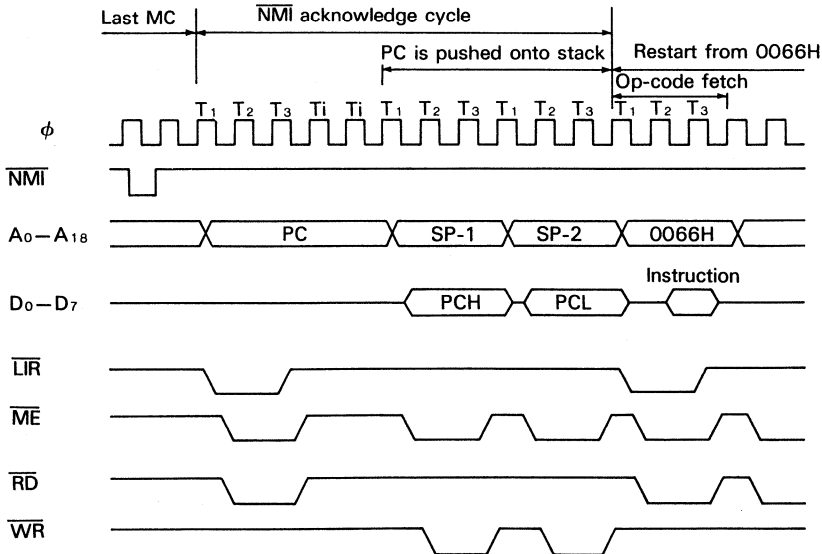 Last MC
NMI acknowledge cycle
PC is pushed onto stack
Restart from 0066H
Op-code fetch
T1 T2 T3 Ti Ti T1 T2 T3 T1 T2 T3 T1 T2 T3
ϕ
NMI
A0–A18 PC SP-1 SP-2 0066H
Instruction
D0–D7 PCH PCL
LIR
ME
RD
WR